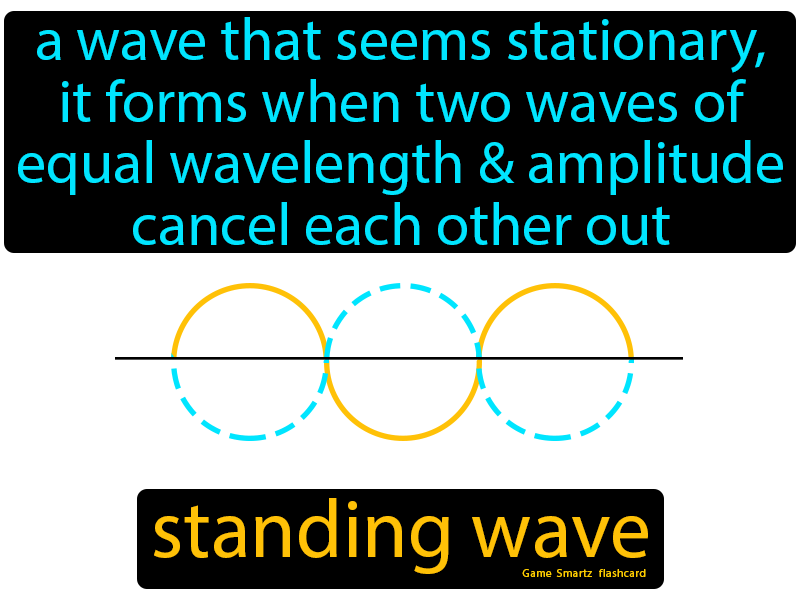 a wave that seems stationary,
it forms when two waves of
equal wavelength & amplitude
cancel each other out
standing wave
Game Smartz flashcard